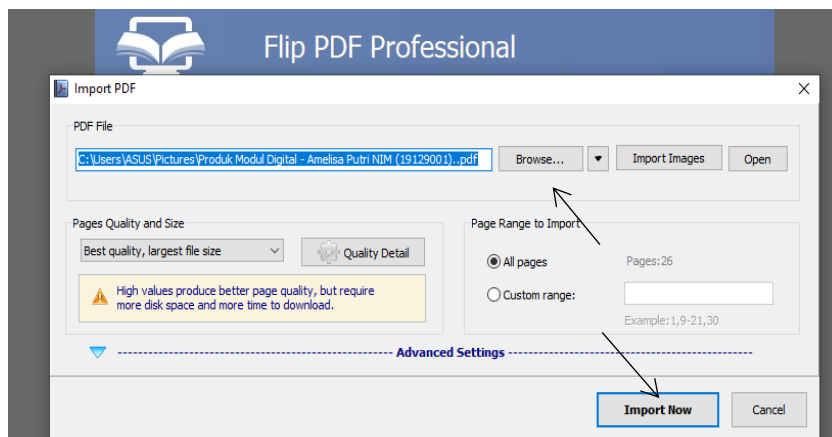 Flip PDF Professional
Import PDF
PDF File
C:\Users\ASUS\Pictures\Produk Modul Digital - Amelisa Putri NIM (19129001)..pdf Browse... Import Images Open
Pages Quality and Size
Page Range to Import
Best quality, largest file size Quality Detail
All pages Pages:26
High values produce better page quality, but require
more disk space and more time to download.
Custom range:
Example:1,9-21,30
Advanced Settings
Import Now Cancel